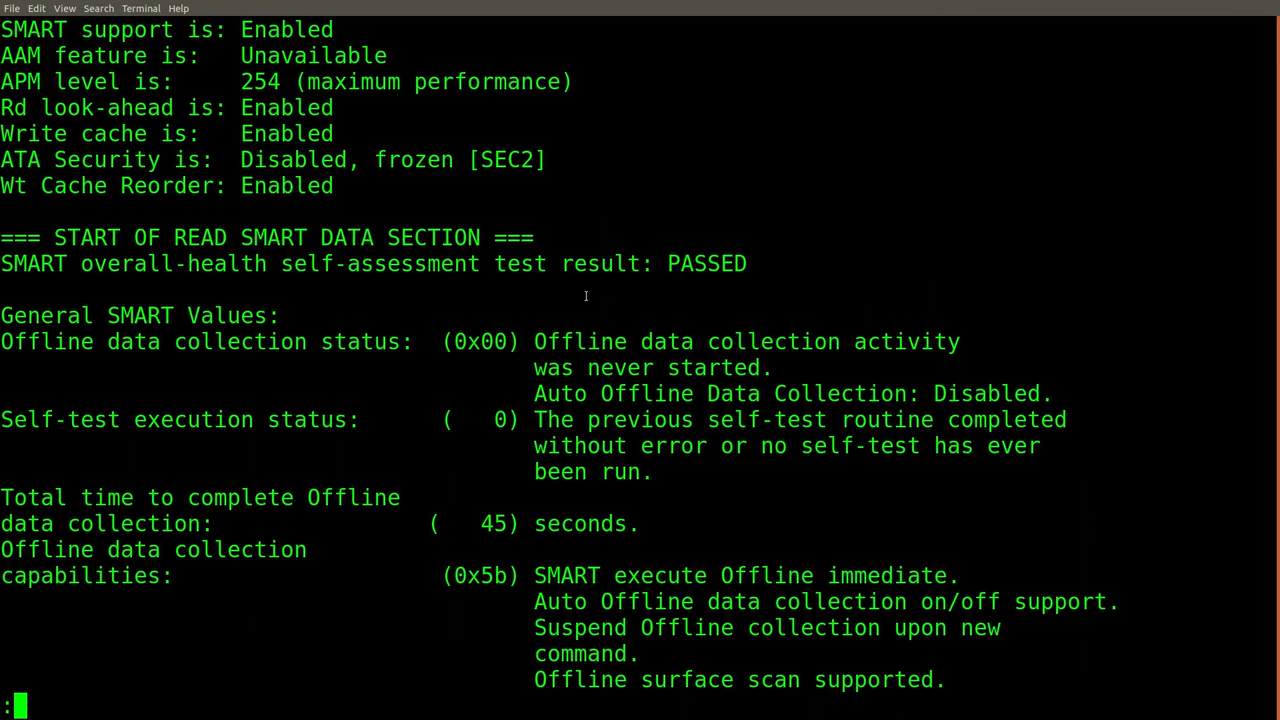 File Edit View Search Terminal Help
SMART support is: Enabled
AAM feature is:   Unavailable
APM level is:     254 (maximum performance)
Rd look-ahead is: Enabled
Write cache is:   Enabled
ATA Security is:  Disabled, frozen [SEC2]
Wt Cache Reorder: Enabled
=== START OF READ SMART DATA SECTION ===
SMART overall-health self-assessment test result: PASSED
General SMART Values:
Offline data collection status:  (0x00) Offline data collection activity
was never started.
Auto Offline Data Collection: Disabled.
Self-test execution status:      (   0) The previous self-test routine completed
without error or no self-test has ever
been run.
Total time to complete Offline
data collection:                (   45) seconds.
Offline data collection
capabilities:                    (0x5b) SMART execute Offline immediate.
Auto Offline data collection on/off support.
Suspend Offline collection upon new
command.
Offline surface scan supported.
: